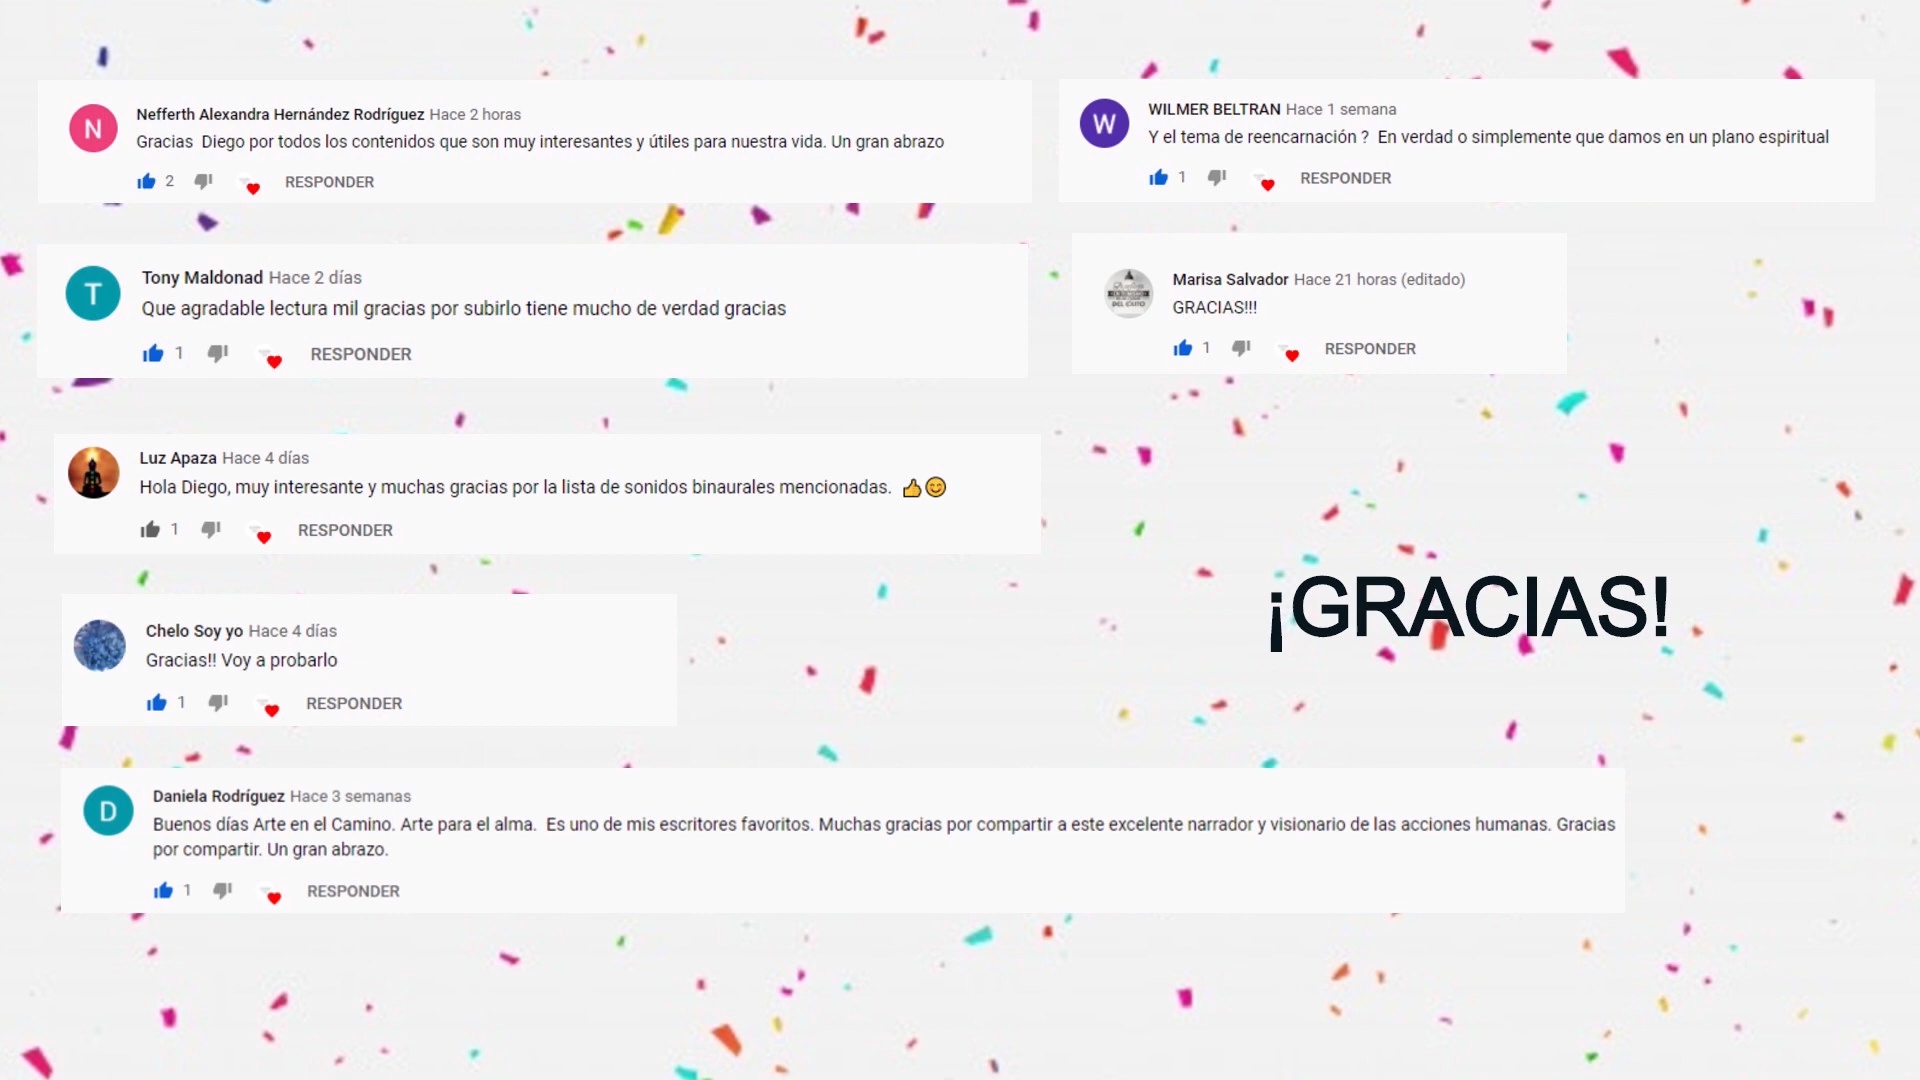 N
Nefferth Alexandra Hernández Rodríguez Hace 2 horas
Gracias Diego por todos los contenidos que son muy interesantes y útiles para nuestra vida. Un gran abrazo
2 RESPONDER
T
Tony Maldonad Hace 2 días
Que agradable lectura mil gracias por subirlo tiene mucho de verdad gracias
1 RESPONDER
Luz Apaza Hace 4 días
Hola Diego, muy interesante y muchas gracias por la lista de sonidos binaurales mencionadas. 👍😊
1 RESPONDER
Chelo Soy yo Hace 4 días
Gracias!! Voy a probarlo
1 RESPONDER
D
Daniela Rodríguez Hace 3 semanas
Buenos días Arte en el Camino. Arte para el alma. Es uno de mis escritores favoritos. Muchas gracias por compartir a este excelente narrador y visionario de las acciones humanas. Gracias
por compartir. Un gran abrazo.
1 RESPONDER
W
WILMER BELTRAN Hace 1 semana
Y el tema de reencarnación ? En verdad o simplemente que damos en un plano espiritual
1 RESPONDER
DEL ÉXITO
Marisa Salvador Hace 21 horas (editado)
GRACIAS!!!
1 RESPONDER
¡GRACIAS!